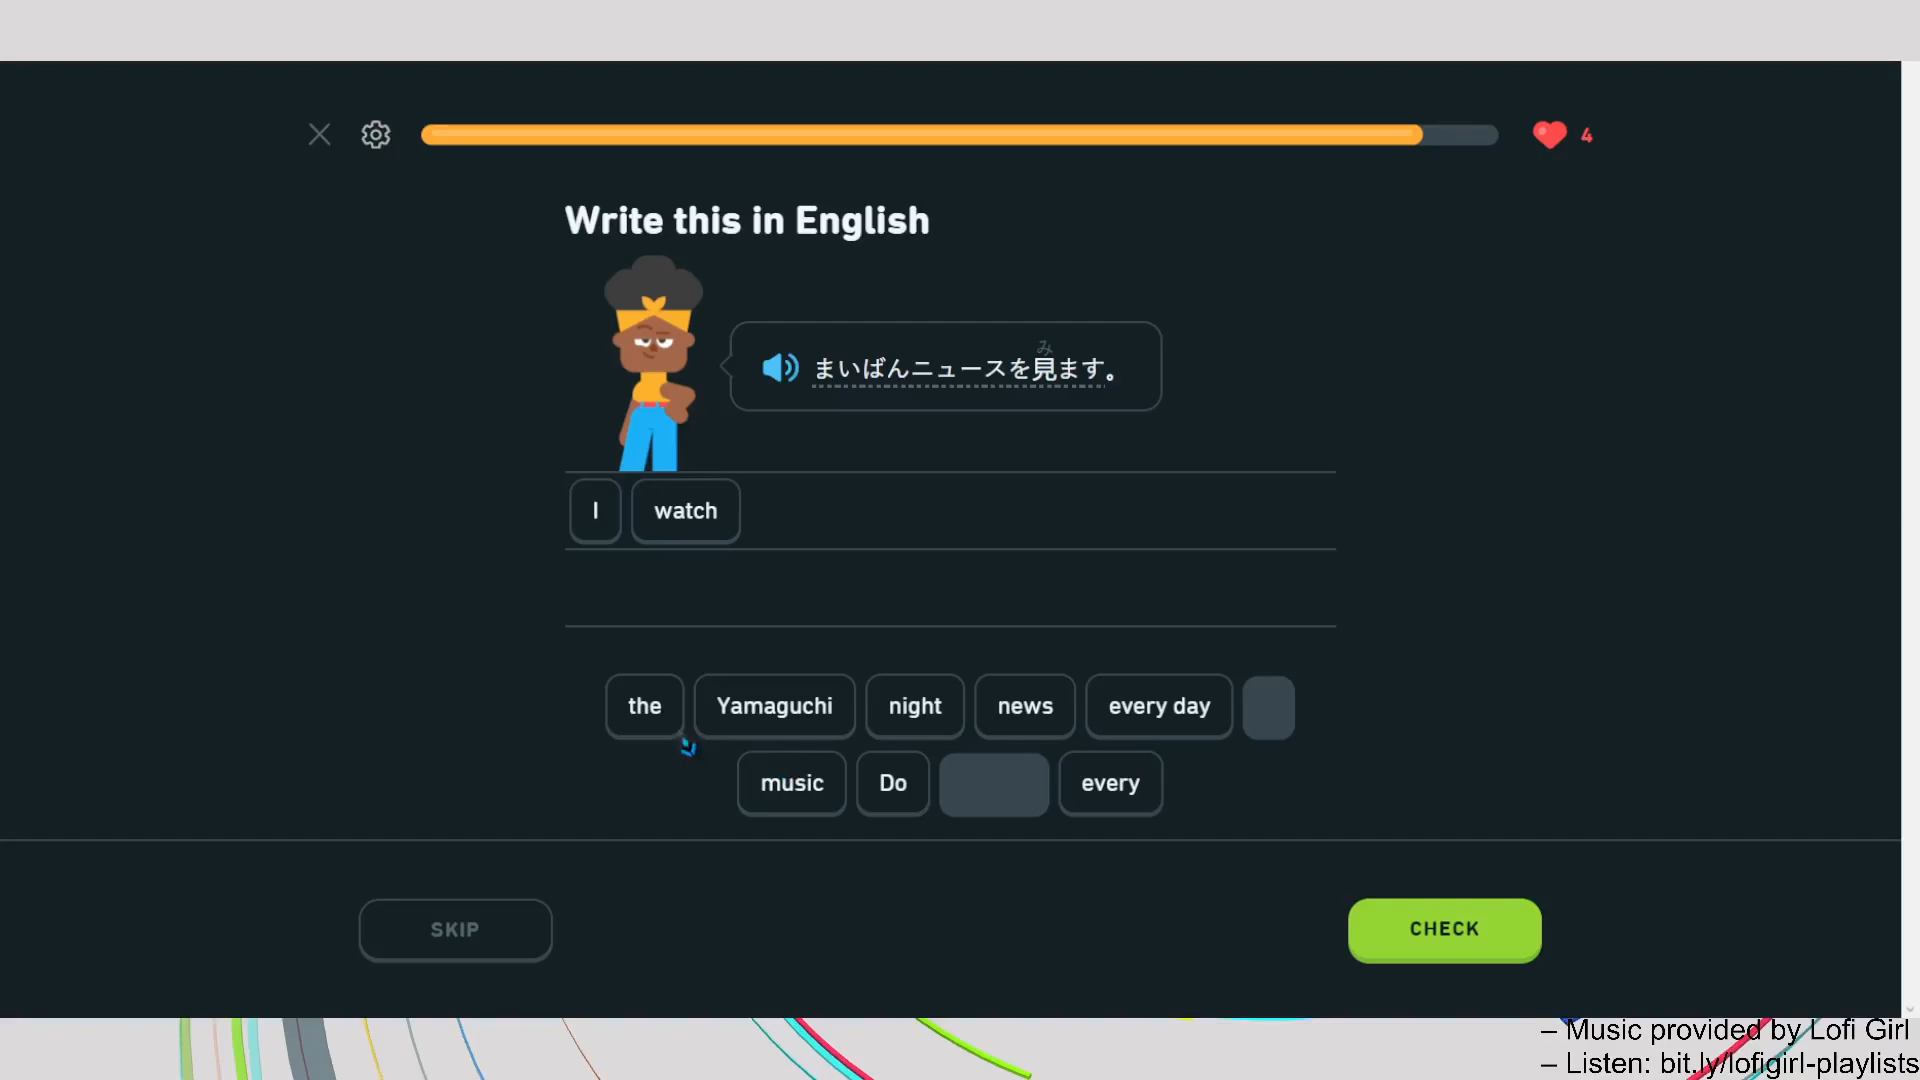 4
Write this in English
み
まいばんニュースを見ます。
I watch
the Yamaguchi night news every day
music Do every
SKIP CHECK
– Music provided by Lofi Girl
– Listen: bit.ly/lofigirl-playlists